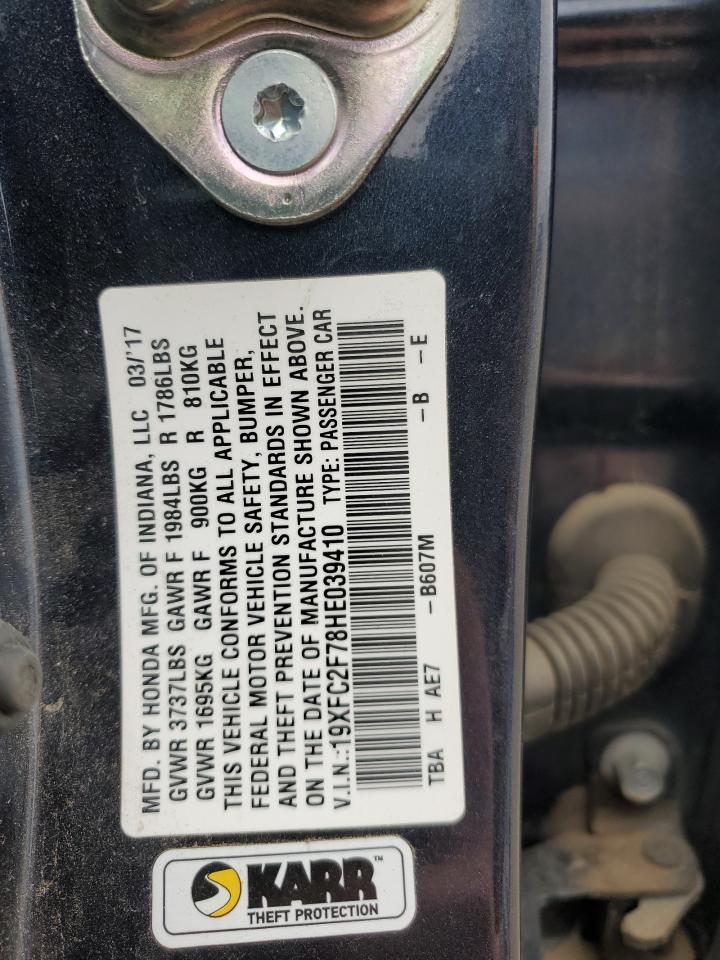 MFD. BY HONDA MFG. OF INDIANA, LLC 03/'17
GVWR 3737LBS GAWR F 1984LBS R 1786LBS
GVWR 1695KG GAWR F 900KG R 810KG
THIS VEHICLE CONFORMS TO ALL APPLICABLE
FEDERAL MOTOR VEHICLE SAFETY, BUMPER,
AND THEFT PREVENTION STANDARDS IN EFFECT
ON THE DATE OF MANUFACTURE SHOWN ABOVE.
V.I.N.:19XFC2F78HE039410 TYPE: PASSENGER CAR
TBA H AE7 –B607M –B –E
KARR™
THEFT PROTECTION